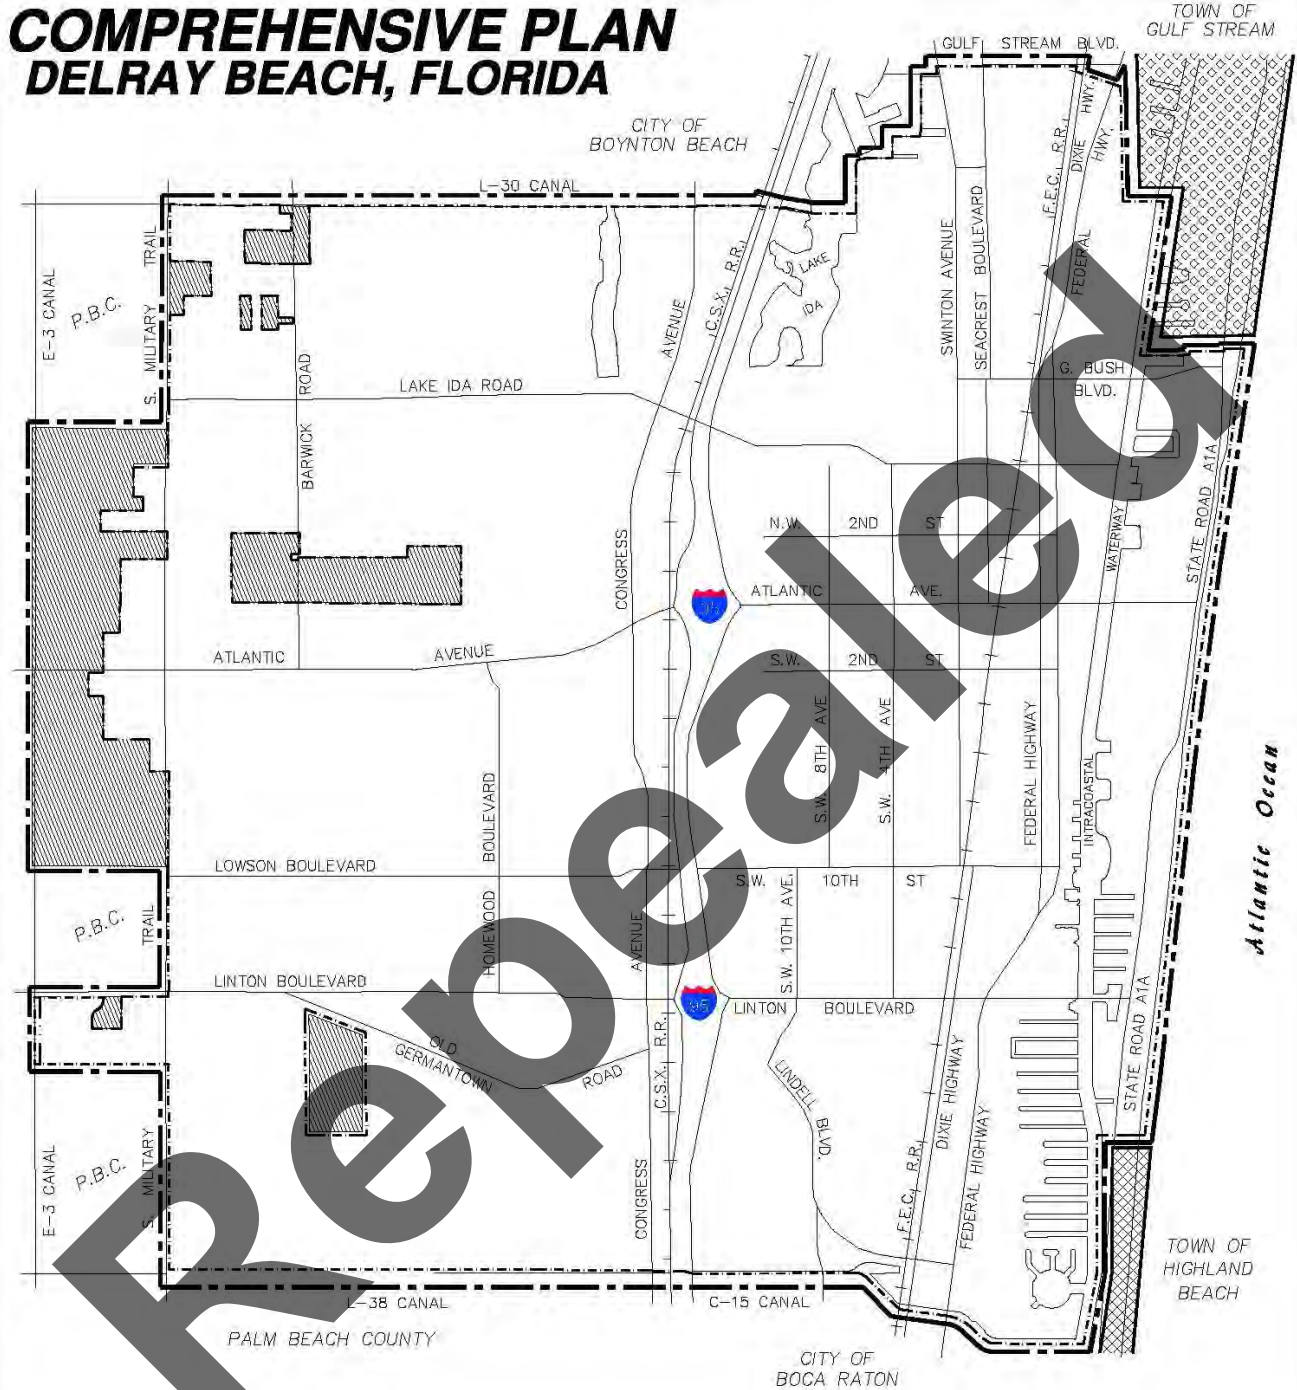 COMPREHENSIVE PLAN
DELRAY BEACH, FLORIDA
TOWN OF
GULF STREAM
GULF STREAM BLVD.
CITY OF
BOYNTON BEACH
L-30 CANAL
E-3 CANAL
P.B.C.
S. MILITARY TRAIL
BARWICK ROAD
LAKE IDA ROAD
CONGRESS AVENUE
C.S.X. R.R.
LAKE
IDA
SWINTON AVENUE
SEACREST BOULEVARD
F.E.C. R.R.
DIXIE HWY.
FEDERAL HWY.
G. BUSH
BLVD.
N.W. 2ND ST
ATLANTIC AVE.
95
S.W. 2ND ST
ATLANTIC AVENUE
S.W. 8TH AVE
S.W. 4TH AVE
FEDERAL HIGHWAY
INTRACOASTAL WATERWAY
STATE ROAD A1A
Atlantic Ocean
LOWSON BOULEVARD
HOMEWOOD BOULEVARD
S.W. 10TH ST
S.W. 10TH AVE.
P.B.C.
TRAIL
AVENUE
LINTON BOULEVARD
95
LINTON BOULEVARD
OLD
GERMANTOWN
ROAD
C.S.X. R.R.
LINDELL BLVD.
DIXIE HIGHWAY
FEDERAL HIGHWAY
F.E.C. R.R.
STATE ROAD A1A
E-3 CANAL
P.B.C.
S. MILITARY
CONGRESS
L-38 CANAL
C-15 CANAL
PALM BEACH COUNTY
CITY OF
BOCA RATON
TOWN OF
HIGHLAND
BEACH
Repealed